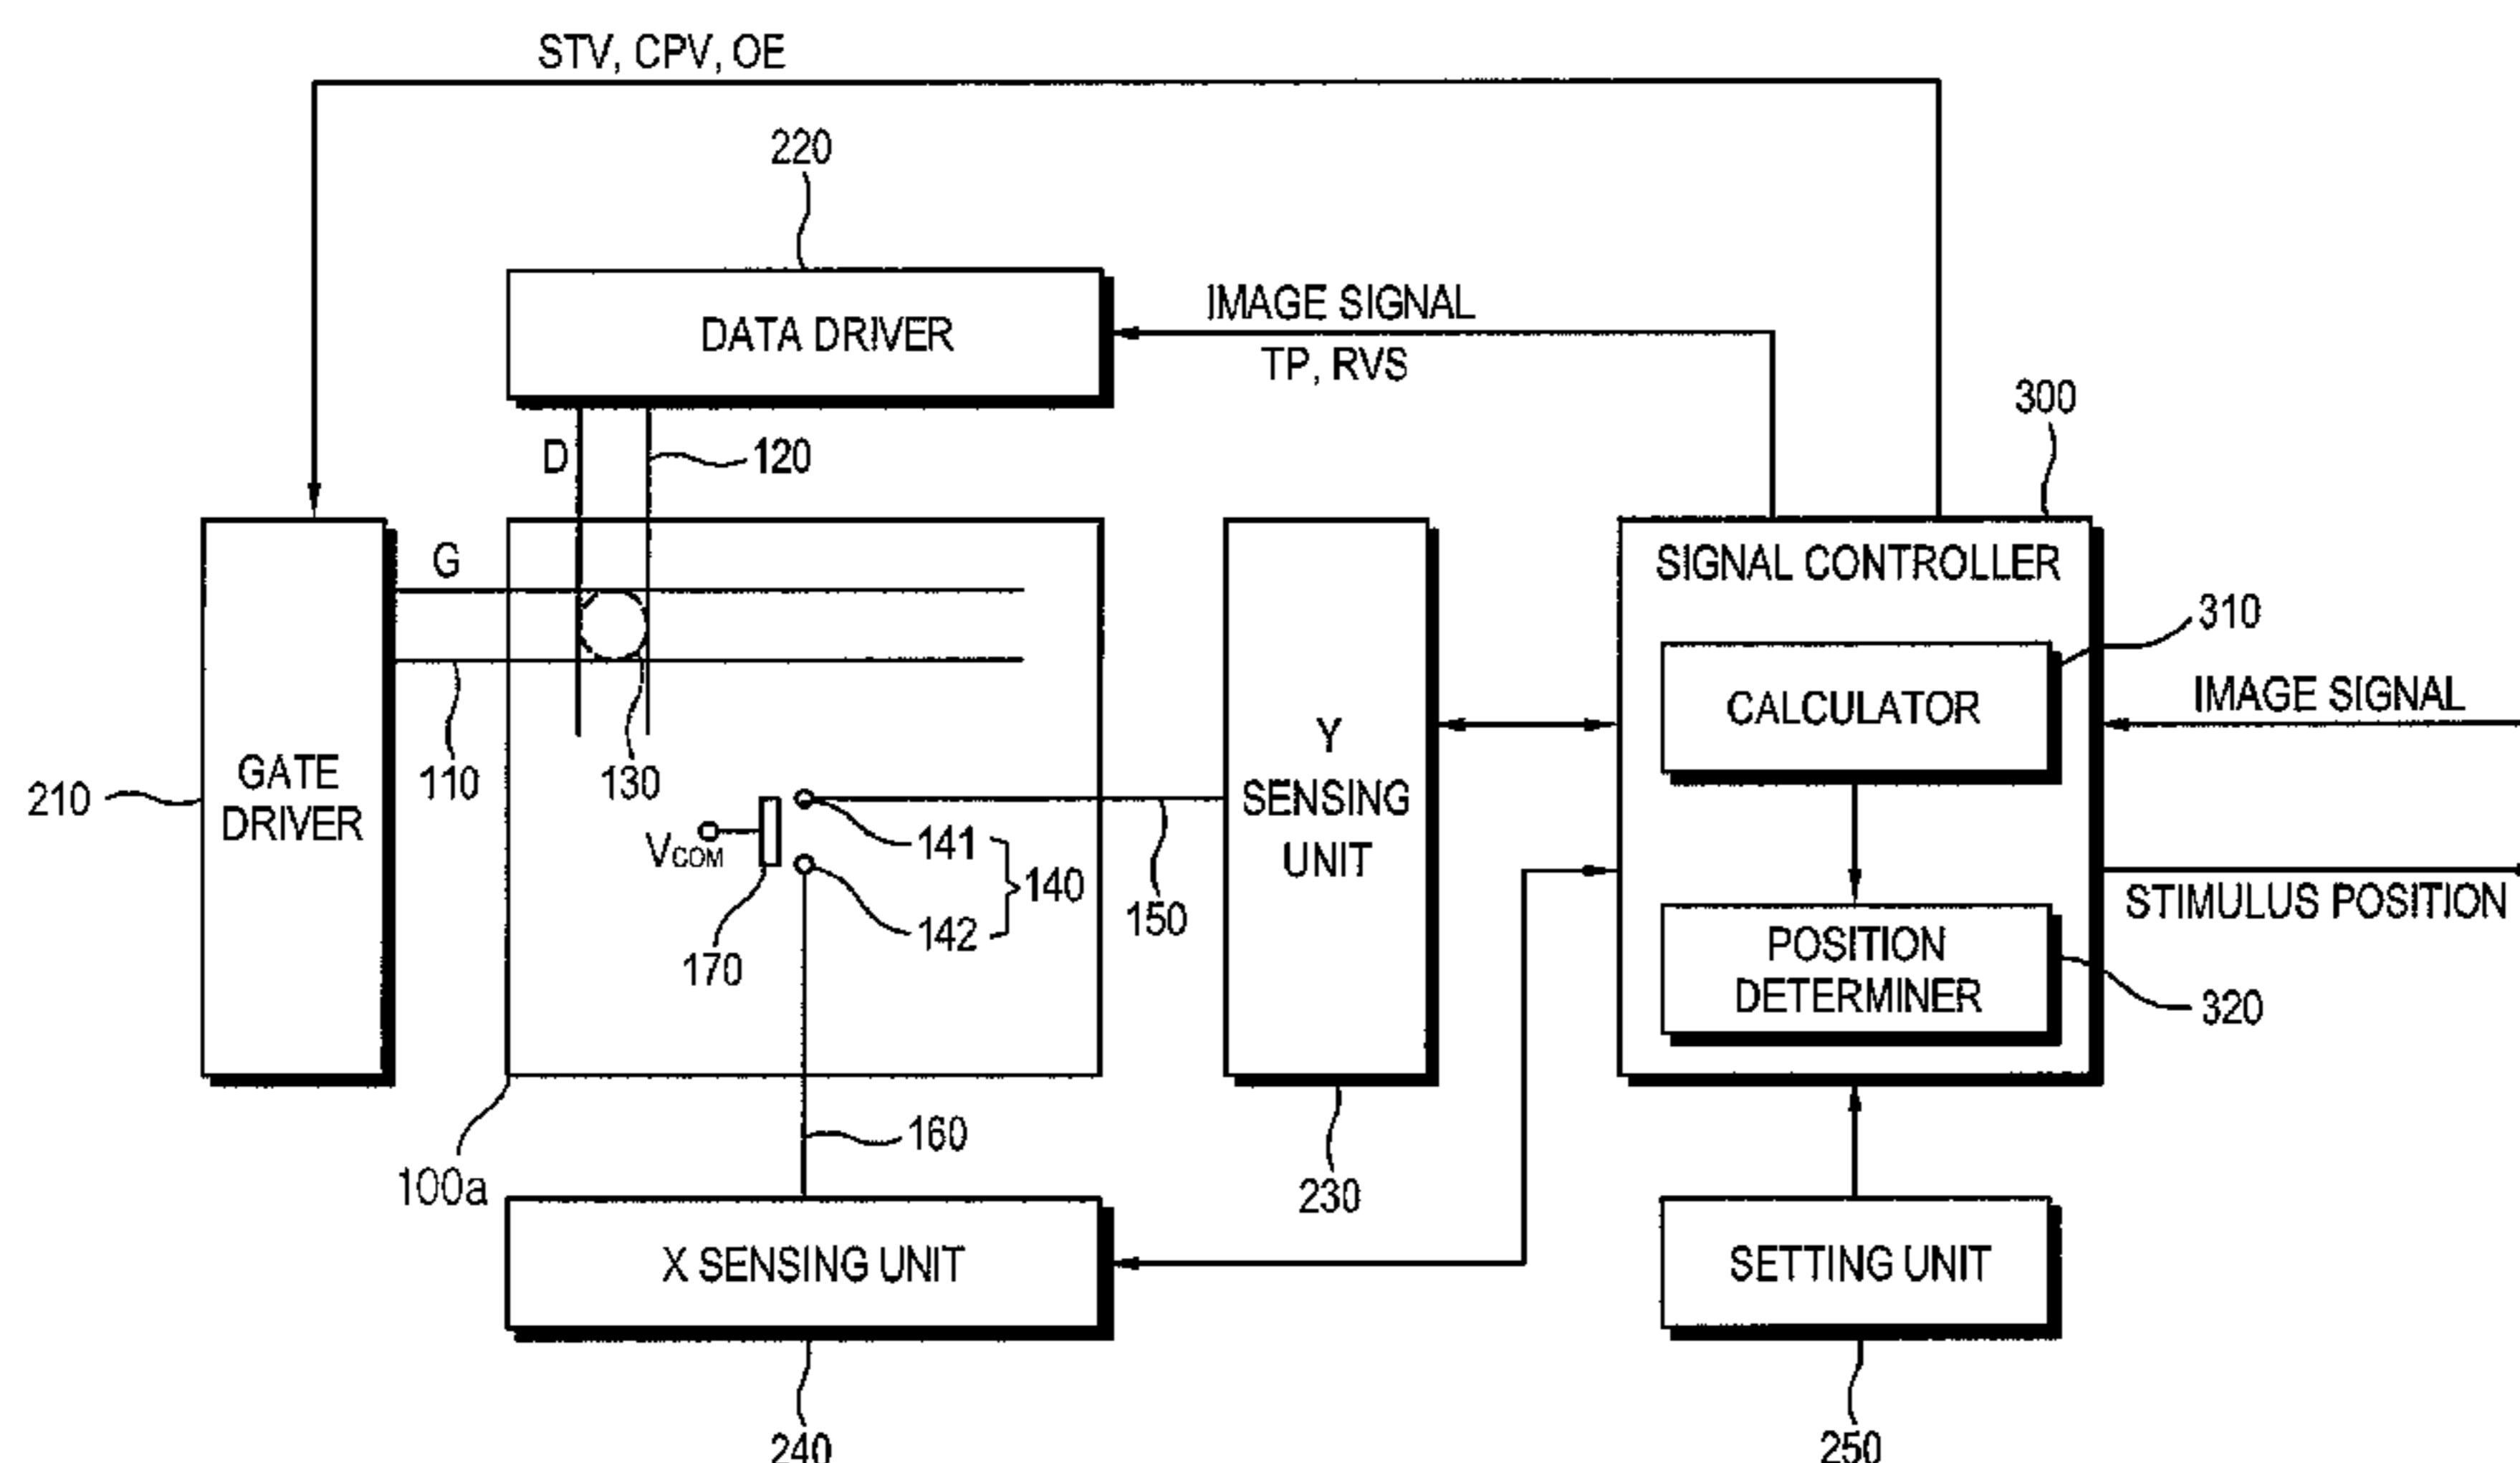 STV, CPV, OE
220
DATA DRIVER
IMAGE SIGNAL
TP, RVS
300
D
120
G
SIGNAL CONTROLLER
310
CALCULATOR
IMAGE SIGNAL
210
GATE
DRIVER
110
130
Y
SENSING
UNIT
VCOM
141
140
142
150
170
STIMULUS POSITION
POSITION
DETERMINER
320
160
100a
230
X SENSING UNIT
SETTING UNIT
240
250